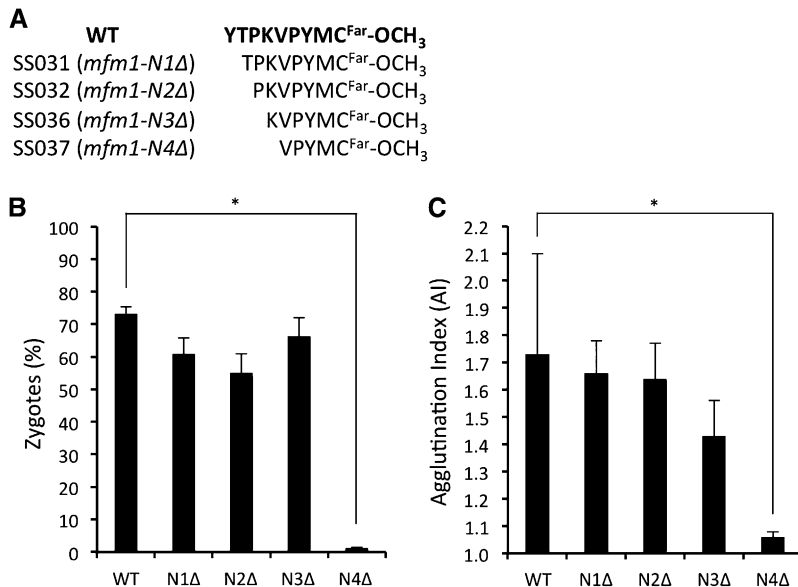 A
WT YTPKVPYMCFar-OCH3
SS031 (mfm1-N1Δ) TPKVPYMCFar-OCH3
SS032 (mfm1-N2Δ) PKVPYMCFar-OCH3
SS036 (mfm1-N3Δ) KVPYMCFar-OCH3
SS037 (mfm1-N4Δ) VPYMCFar-OCH3
B
*
Zygotes (%)
100
90
80
70
60
50
40
30
20
10
0
WT N1Δ N2Δ N3Δ N4Δ
C
*
Agglutination Index (AI)
2.2
2.1
2.0
1.9
1.8
1.7
1.6
1.5
1.4
1.3
1.2
1.1
1.0
WT N1Δ N2Δ N3Δ N4Δ